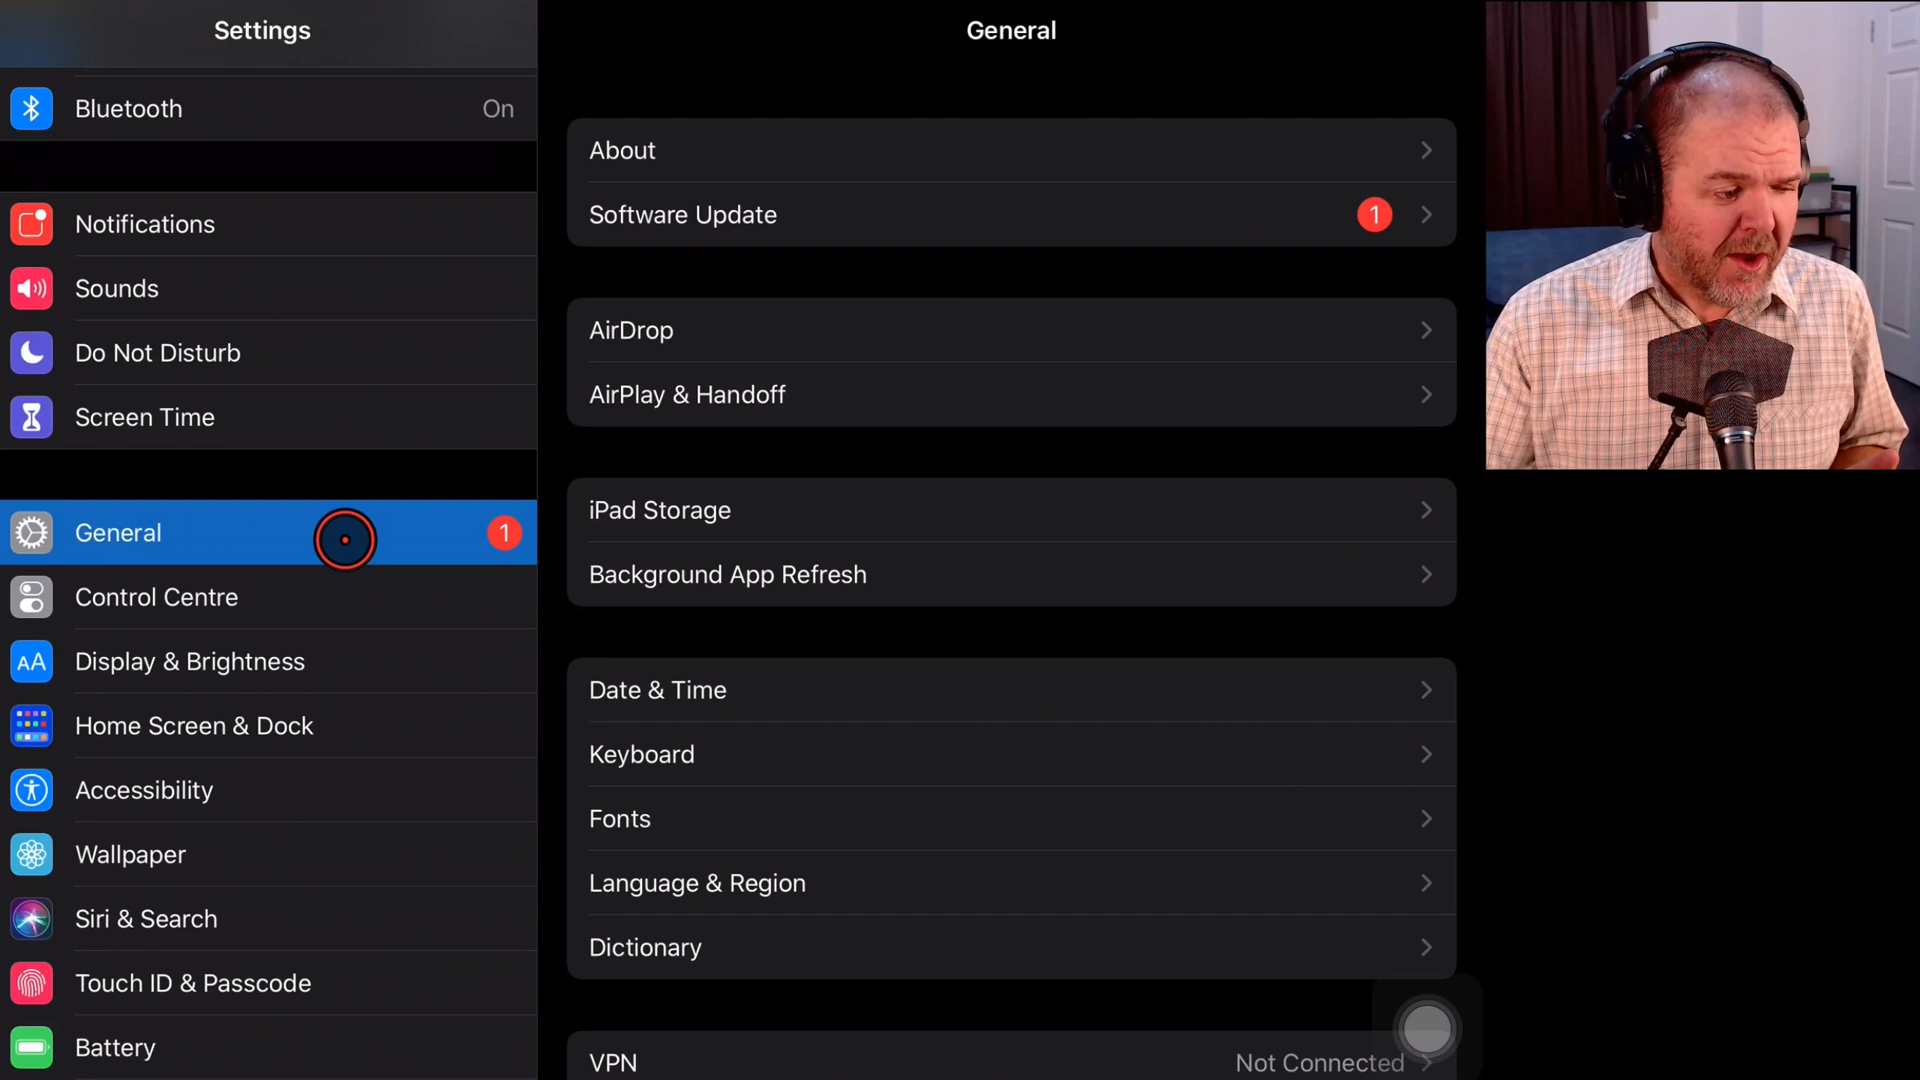 Settings
Bluetooth On
Notifications
Sounds
Do Not Disturb
Screen Time
General 1
Control Centre
AA Display & Brightness
Home Screen & Dock
Accessibility
Wallpaper
Siri & Search
Touch ID & Passcode
Battery
General
About
Software Update 1
AirDrop
AirPlay & Handoff
iPad Storage
Background App Refresh
Date & Time
Keyboard
Fonts
Language & Region
Dictionary
VPN Not Connected